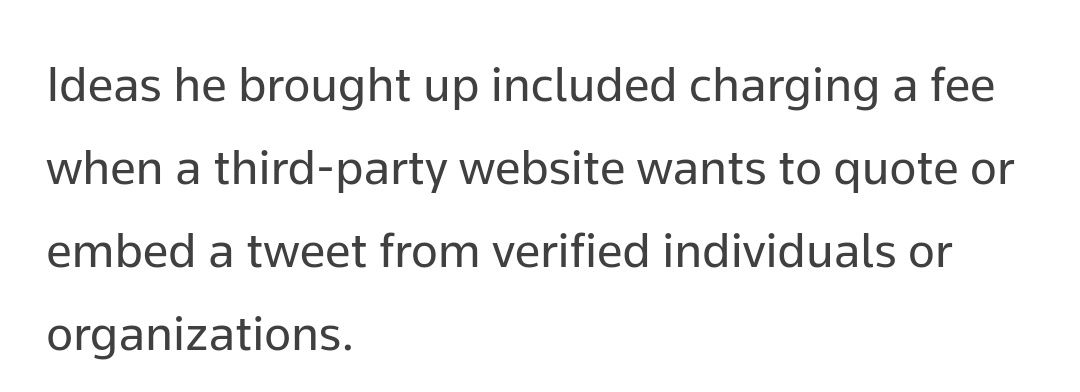 Ideas he brought up included charging a fee
when a third-party website wants to quote or
embed a tweet from verified individuals or
organizations.